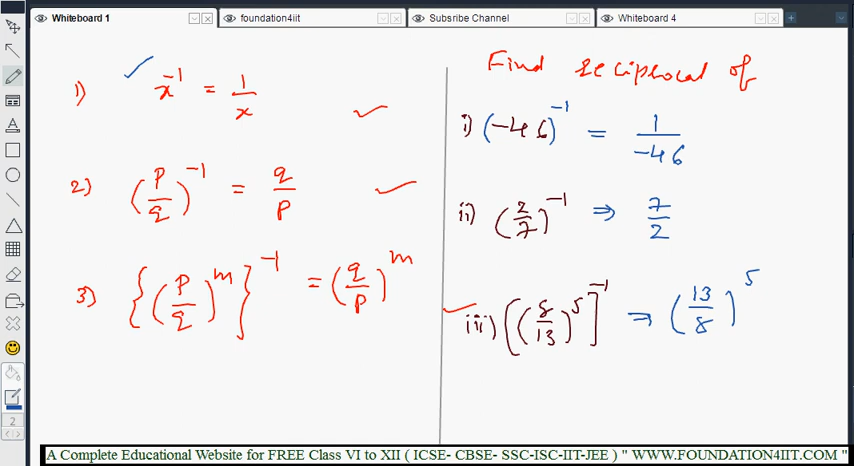 Whiteboard 1
foundation4iit
Subsribe Channel
Whiteboard 4
1) x^-1 = 1/x
2) (p/q)^-1 = q/p
3) {(p/q)^m}^-1 = (q/p)^m
Find reciprocal of
i) (-46)^-1 = 1/-46
ii) (2/7)^-1 ⇒ 7/2
iii) [(8/13)^5]^-1 ⇒ (13/8)^5
2
A Complete Educational Website for FREE Class VI to XII ( ICSE- CBSE- SSC-ISC-IIT-JEE ) " WWW.FOUNDATION4IIT.COM "